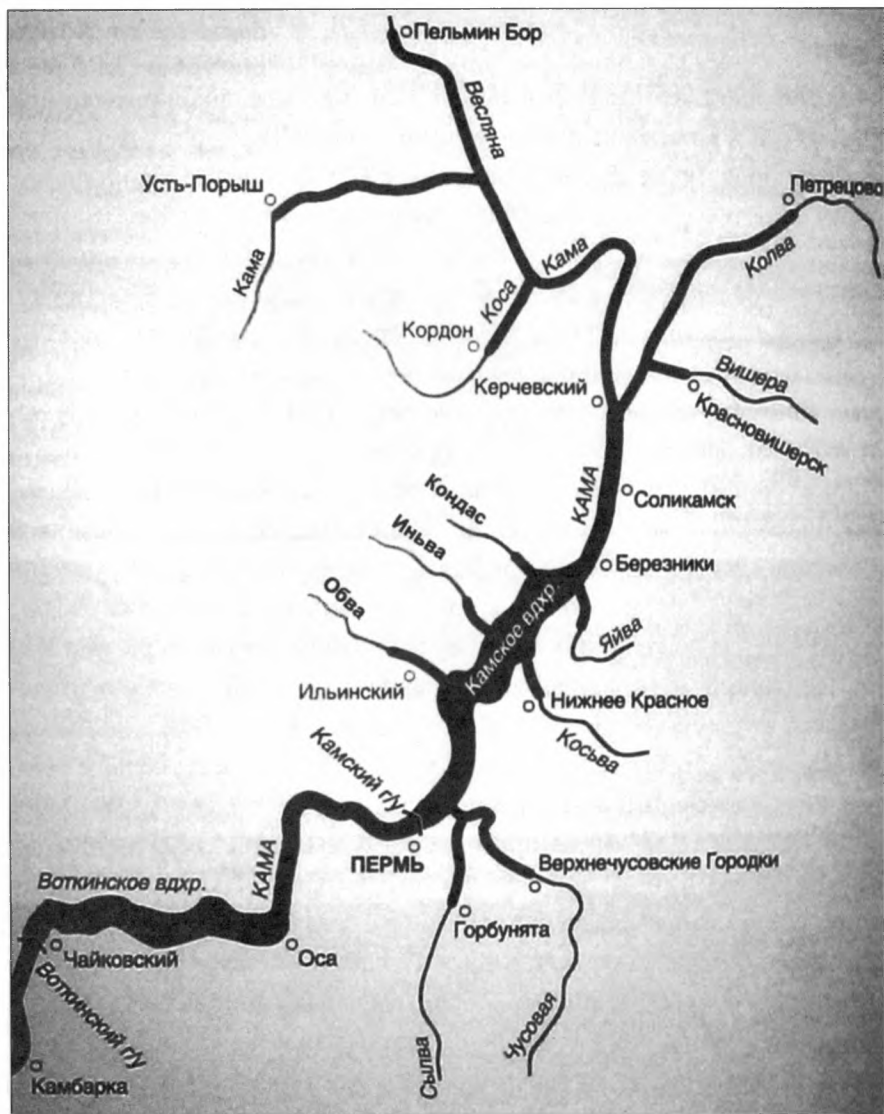 Пельмин Бор
Весляна
Усть-Порыш
Петрецово
Кама
Кама
Колва
Коса
Кордон
Вишера
Керчевский
Красновишерск
КАМА
Соликамск
Кондас
Иньва
Березники
Обва
Камское вдхр.
Яйва
Ильинский
Нижнее Красное
Косьва
Камский г/у
ПЕРМЬ
Верхнечусовские Городки
КАМА
Воткинское вдхр.
Горбунята
Чайковский
Оса
Воткинский г/у
Сылва
Чусовая
Камбарка